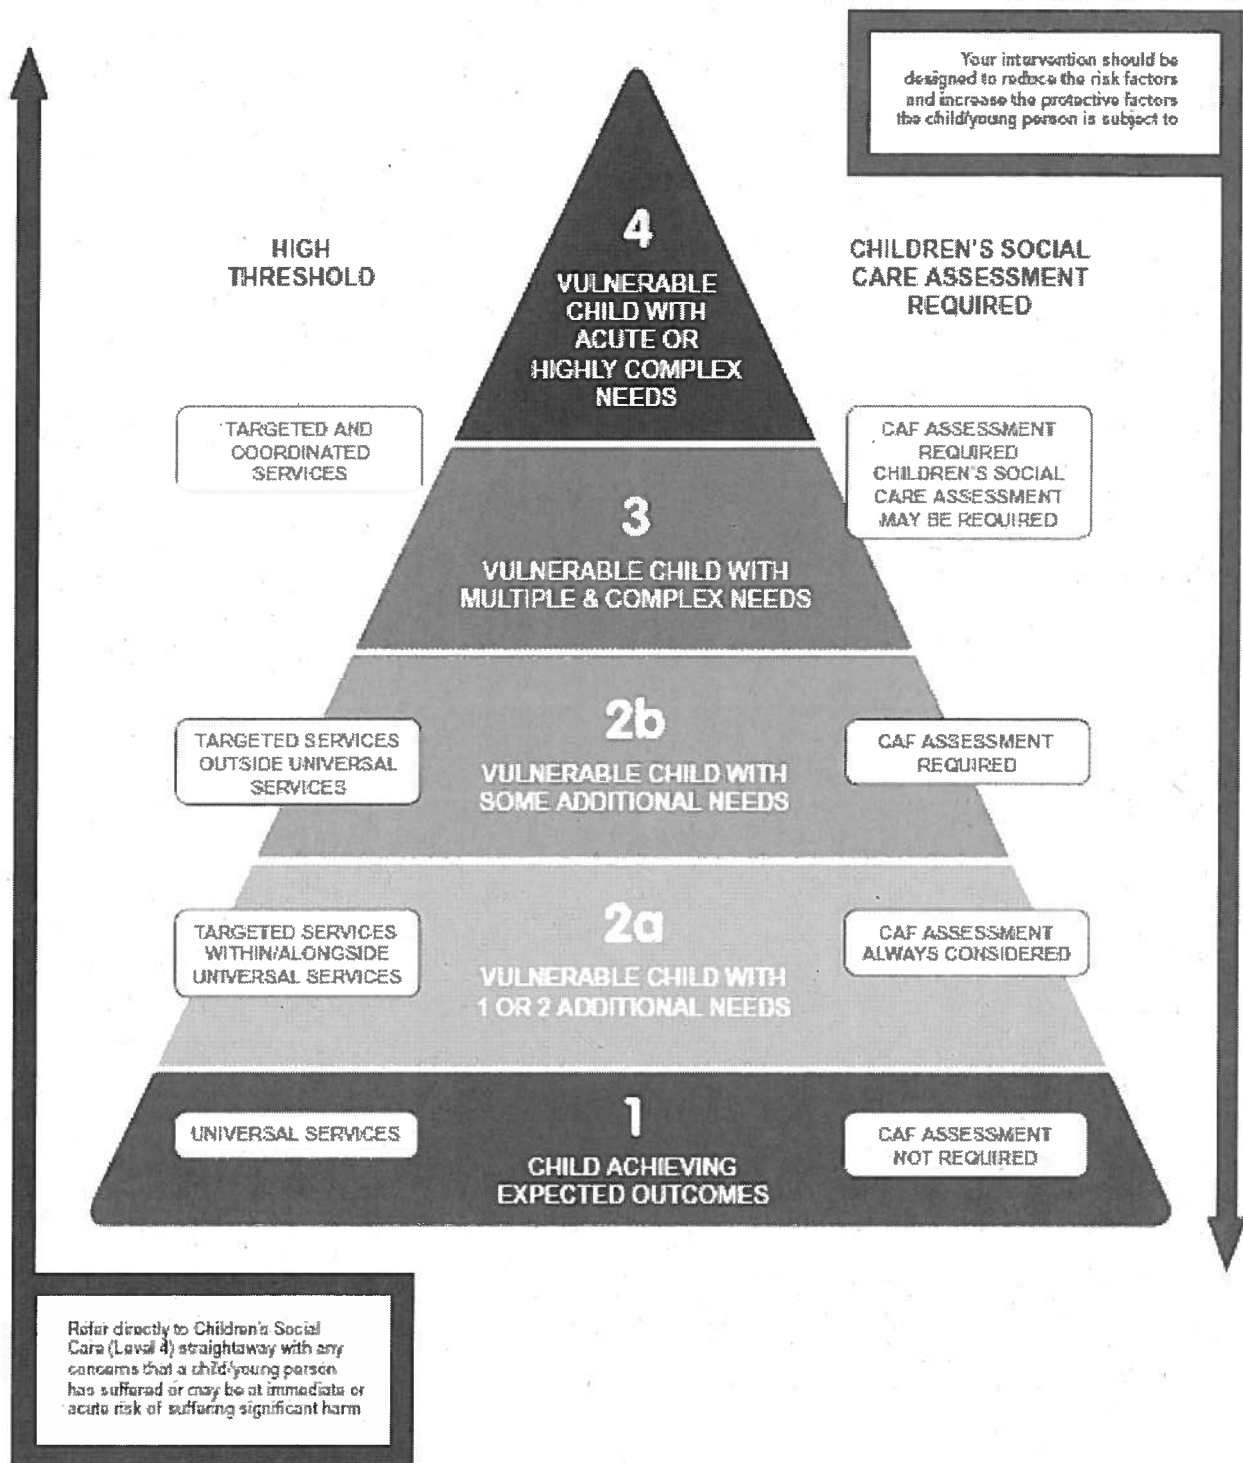 Your intervention should be
designed to reduce the risk factors
and increase the protective factors
the child/young person is subject to
4
VULNERABLE
CHILD WITH
ACUTE OR
HIGHLY COMPLEX
NEEDS
HIGH
THRESHOLD
CHILDREN'S SOCIAL
CARE ASSESSMENT
REQUIRED
TARGETED AND
COORDINATED
SERVICES
3
VULNERABLE CHILD WITH
MULTIPLE & COMPLEX NEEDS
CAF ASSESSMENT
REQUIRED
CHILDREN'S SOCIAL
CARE ASSESSMENT
MAY BE REQUIRED
TARGETED SERVICES
OUTSIDE UNIVERSAL
SERVICES
2b
VULNERABLE CHILD WITH
SOME ADDITIONAL NEEDS
CAF ASSESSMENT
REQUIRED
TARGETED SERVICES
WITHIN/ALONGSIDE
UNIVERSAL SERVICES
2a
VULNERABLE CHILD WITH
1 OR 2 ADDITIONAL NEEDS
CAF ASSESSMENT
ALWAYS CONSIDERED
UNIVERSAL SERVICES
1
CHILD ACHIEVING
EXPECTED OUTCOMES
CAF ASSESSMENT
NOT REQUIRED
Refer directly to Children's Social
Care (Level 4) straightaway with any
concerns that a child/young person
has suffered or may be at immediate or
acute risk of suffering significant harm